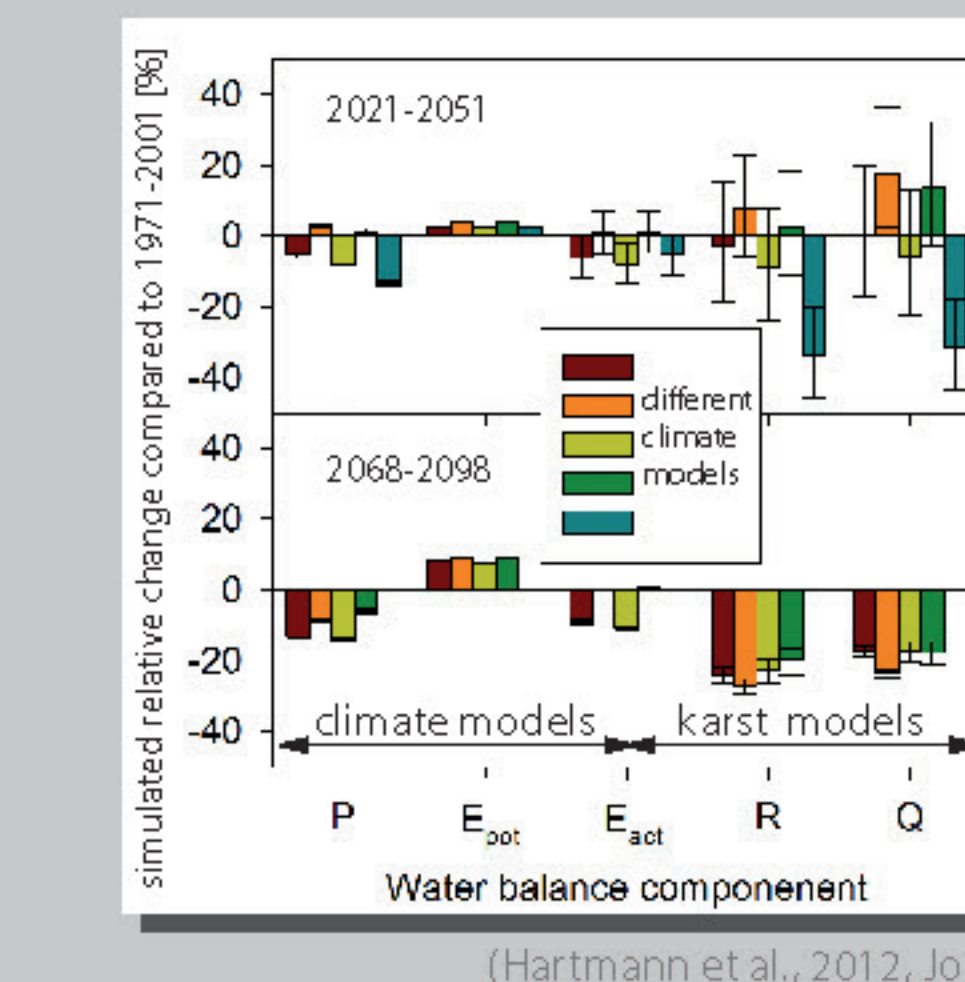 simulated relative change compared to 1971-2001 [%]
40
20
0
-20
-40
2021-2051
different
climate
models
40
20
0
-20
-40
2068-2098
climate models
karst models
P
Epot
Eact
R
Q
Water balance componenent
(Hartmann et al., 2012, Jo